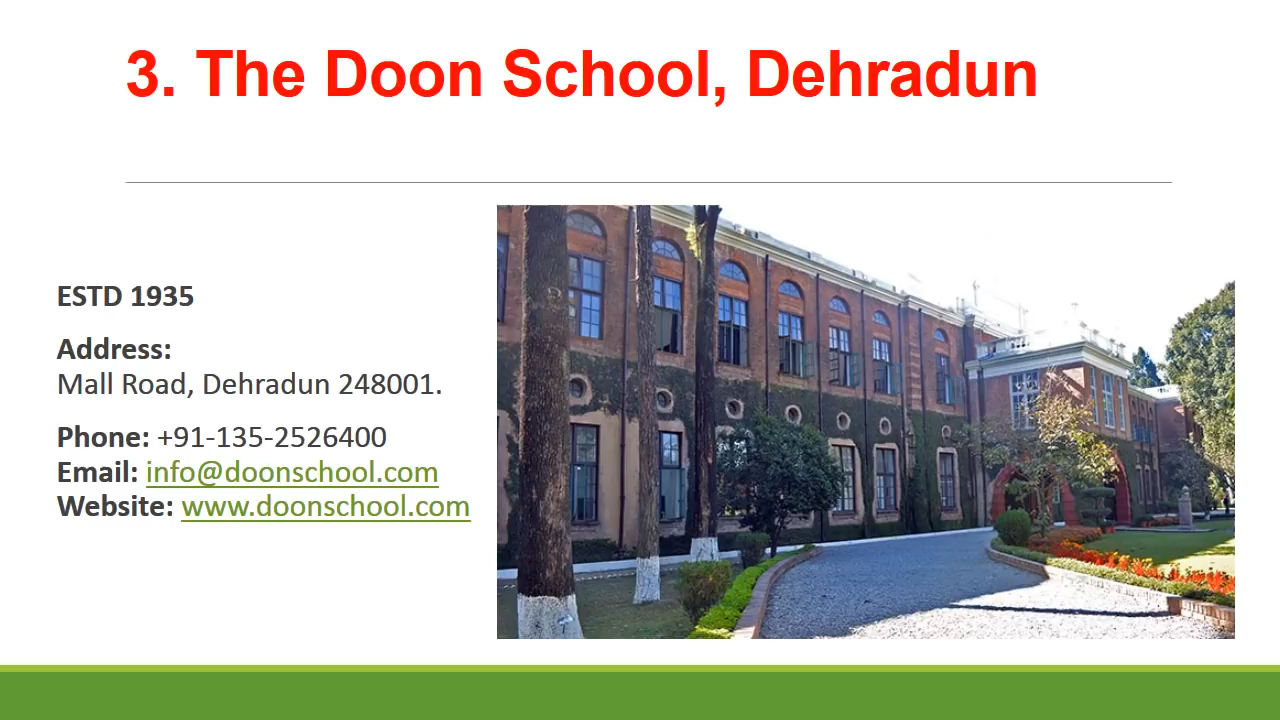 3. The Doon School, Dehradun
ESTD 1935
Address:
Mall Road, Dehradun 248001.
Phone: +91-135-2526400
Email: info@doonschool.com
Website: www.doonschool.com